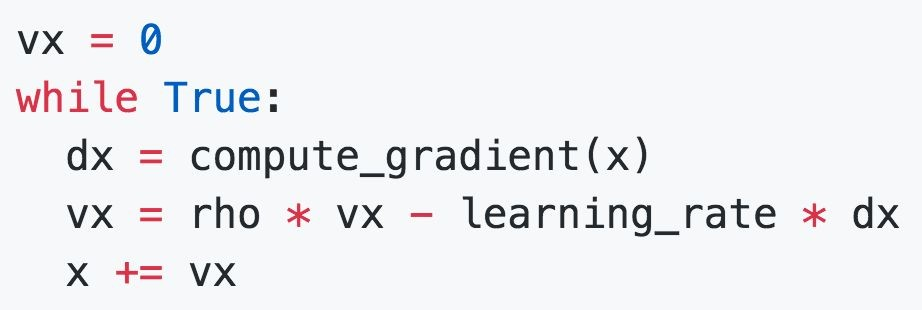 vx = 0
while True:
  dx = compute_gradient(x)
  vx = rho * vx - learning_rate * dx
  x += vx